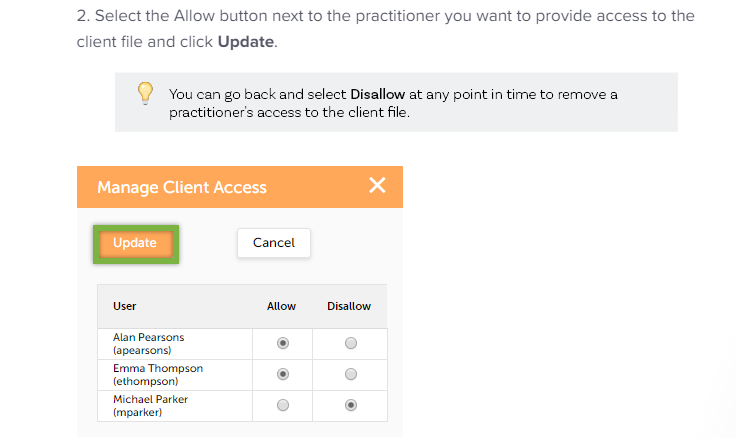 2. Select the Allow button next to the practitioner you want to provide access to the
client file and click Update.
You can go back and select Disallow at any point in time to remove a
practitioner's access to the client file.
Manage Client Access
Update Cancel
User Allow Disallow
Alan Pearsons
(apearsons)
Emma Thompson
(ethompson)
Michael Parker
(mparker)